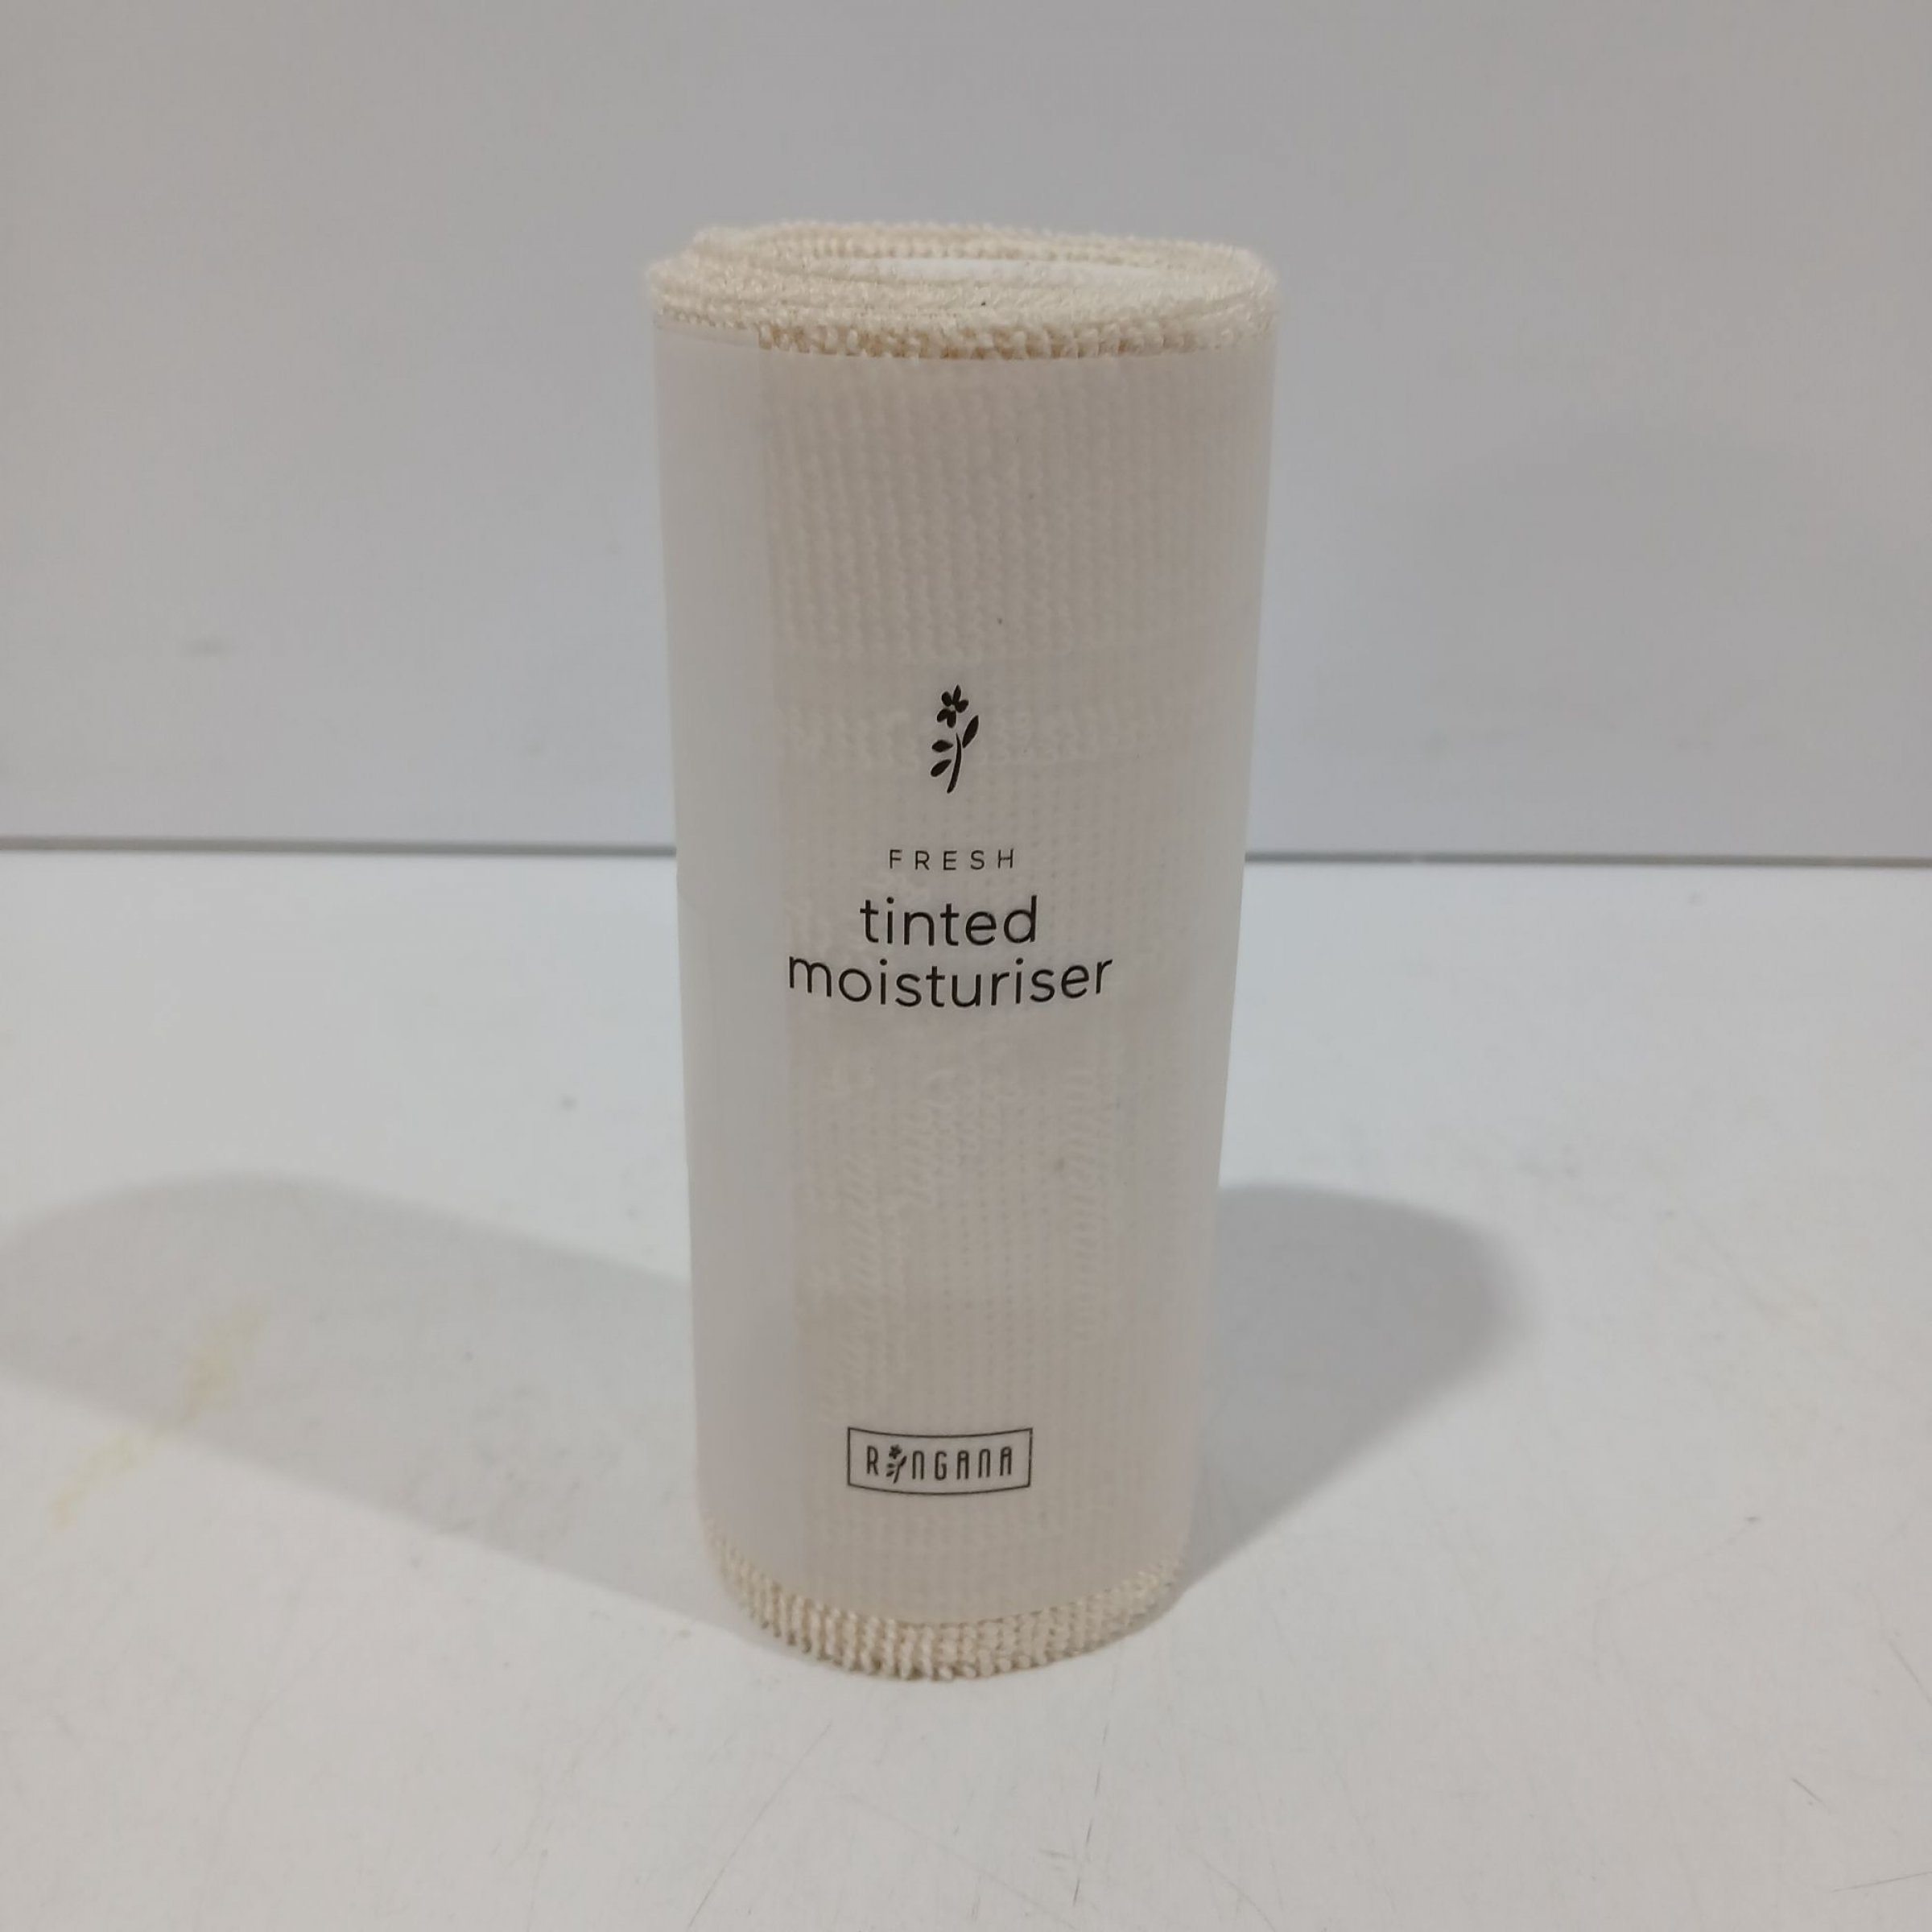 FRESH
tinted
moisturiser
RINGANA